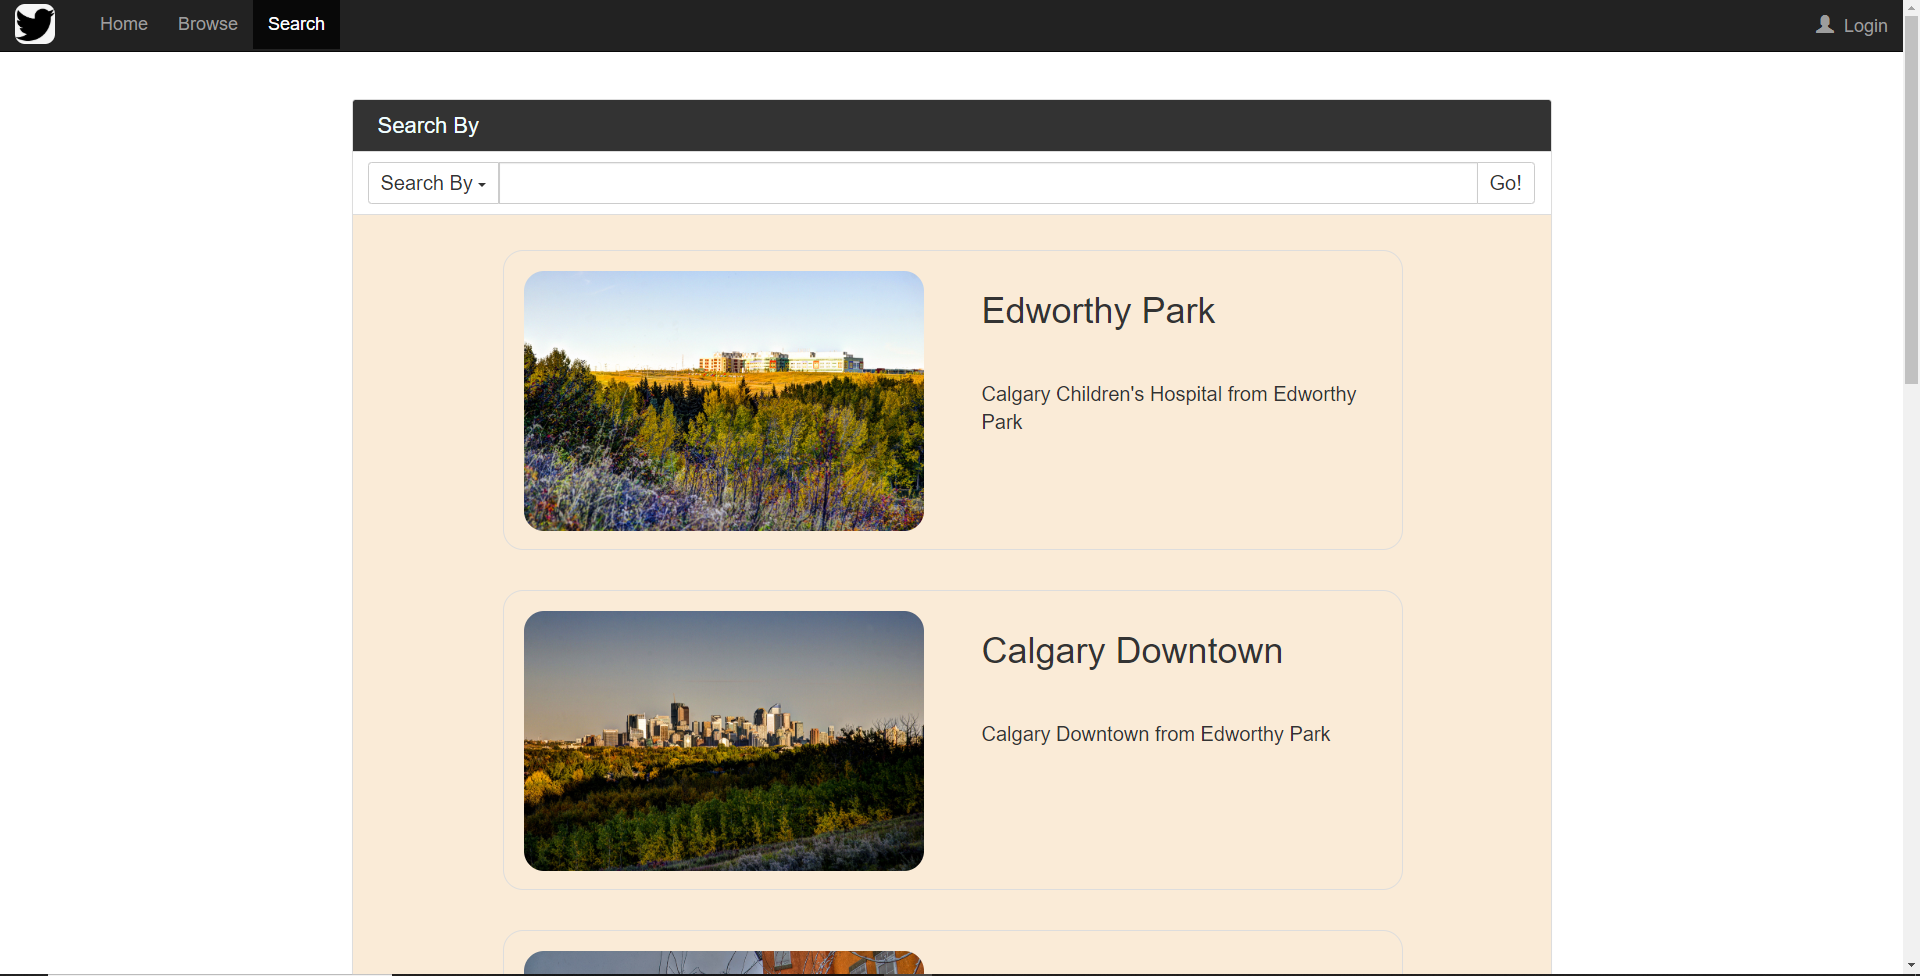 Home Browse Search Login
Search By
Search By Go!
Edworthy Park
Calgary Children's Hospital from Edworthy
Park
Calgary Downtown
Calgary Downtown from Edworthy Park